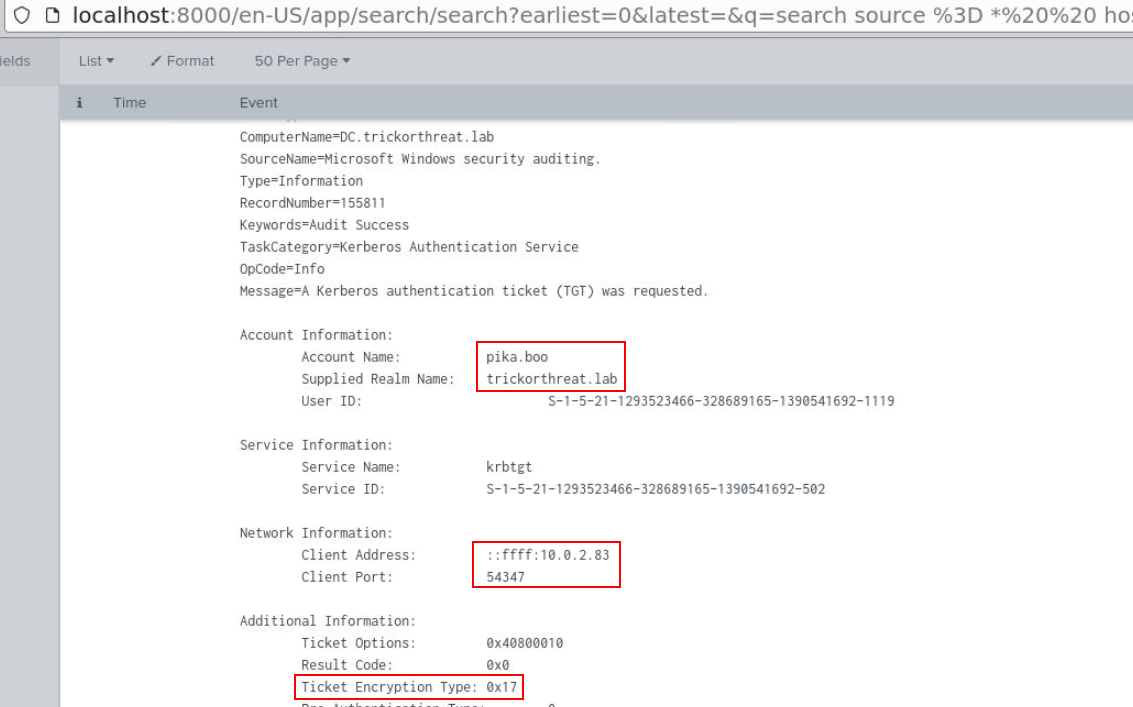 localhost:8000/en-US/app/search/search?earliest=0&latest=&q=search source %3D *%20%20 hos
ields List Format 50 Per Page
i Time Event
ComputerName=DC.trickorthreat.lab
SourceName=Microsoft Windows security auditing.
Type=Information
RecordNumber=155811
Keywords=Audit Success
TaskCategory=Kerberos Authentication Service
OpCode=Info
Message=A Kerberos authentication ticket (TGT) was requested.
Account Information:
Account Name: pika.boo
Supplied Realm Name: trickorthreat.lab
User ID: S-1-5-21-1293523466-328689165-1390541692-1119
Service Information:
Service Name: krbtgt
Service ID: S-1-5-21-1293523466-328689165-1390541692-502
Network Information:
Client Address: ::ffff:10.0.2.83
Client Port: 54347
Additional Information:
Ticket Options: 0x40800010
Result Code: 0x0
Ticket Encryption Type: 0x17